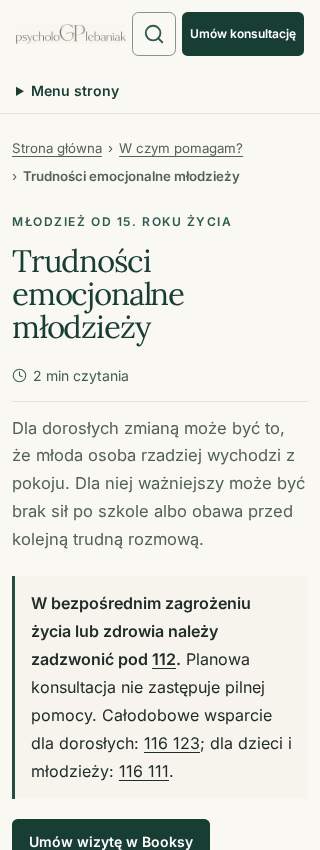 psycholoGPlebaniak
Umów konsultację
Menu strony
Strona główna › W czym pomagam?
› Trudności emocjonalne młodzieży
MŁODZIEŻ OD 15. ROKU ŻYCIA
Trudności
emocjonalne
młodzieży
2 min czytania
Dla dorosłych zmianą może być to,
że młoda osoba rzadziej wychodzi z
pokoju. Dla niej ważniejszy może być
brak sił po szkole albo obawa przed
kolejną trudną rozmową.
W bezpośrednim zagrożeniu
życia lub zdrowia należy
zadzwonić pod 112. Planowa
konsultacja nie zastępuje pilnej
pomocy. Całodobowe wsparcie
dla dorosłych: 116 123; dla dzieci i
młodzieży: 116 111.
Umów wizytę w Booksy